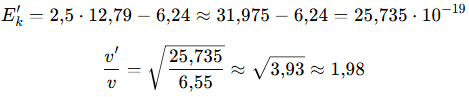 E′ₖ = 2,5 · 12,79 − 6,24 ≈ 31,975 − 6,24 = 25,735 · 10⁻¹⁹
v′/v = √(25,735/6,55) ≈ √3,93 ≈ 1,98